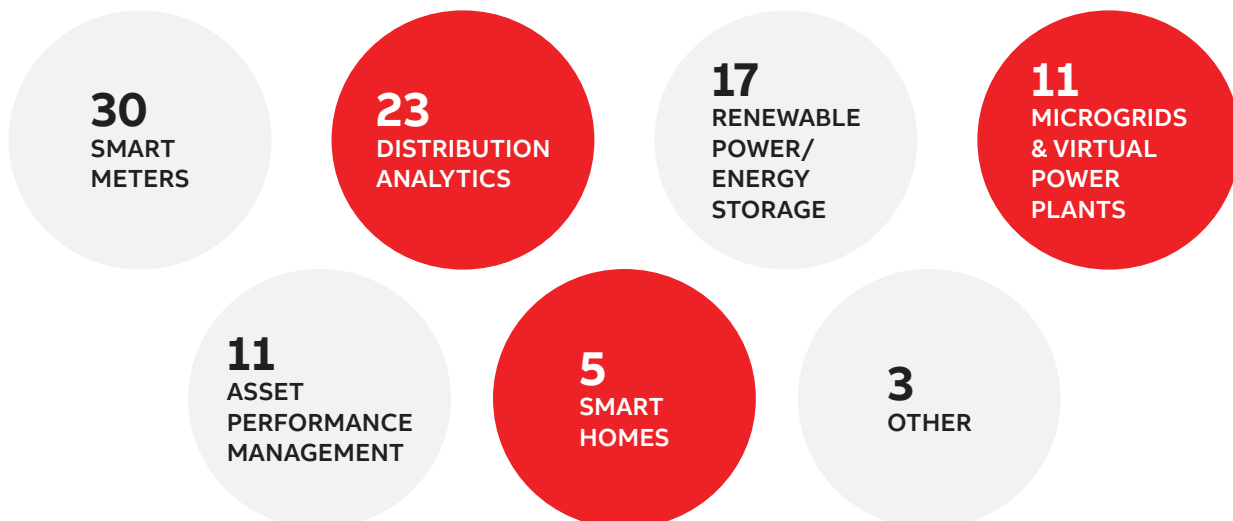 30
SMART
METERS
23
DISTRIBUTION
ANALYTICS
17
RENEWABLE
POWER/
ENERGY
STORAGE
11
MICROGRIDS
& VIRTUAL
POWER
PLANTS
11
ASSET
PERFORMANCE
MANAGEMENT
5
SMART
HOMES
3
OTHER